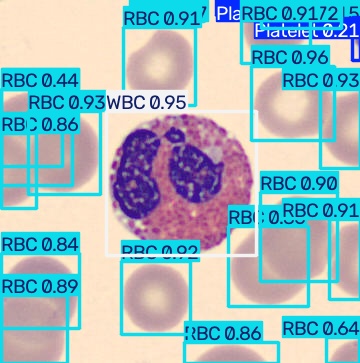 RBC 0.91
RBC 0.91
Platelet 0.21
RBC 0.96
RBC 0.44
RBC 0.93
RBC 0.93
WBC 0.95
RBC 0.86
RBC 0.90
RBC 0.91
RBC
RBC 0.84
RBC 0.92
RBC 0.89
RBC 0.86
RBC 0.64